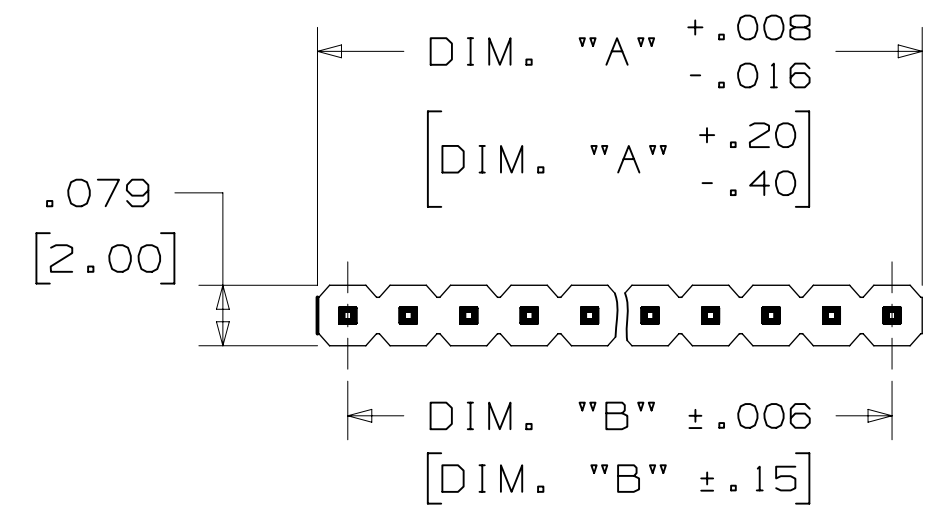 DIM. "A" +.008
-.016
[DIM. "A" +.20
-.40]
.079
[2.00]
DIM. "B" ±.006
[DIM. "B" ±.15]